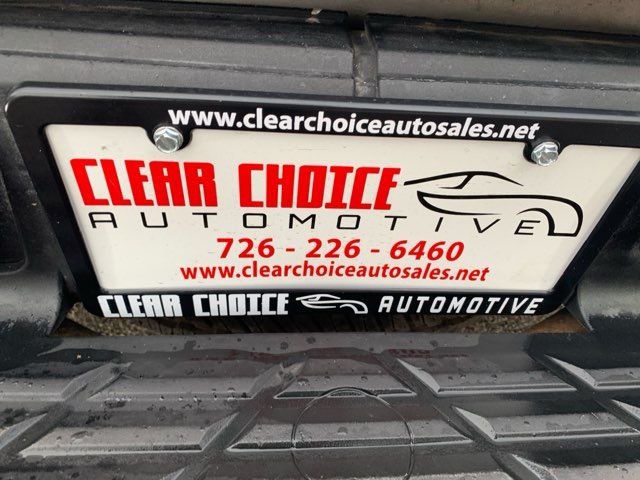 www.clearchoiceautosales.net
CLEAR CHOICE
AUTOMOTIVE
726 - 226 - 6460
www.clearchoiceautosales.net
CLEAR CHOICE AUTOMOTIVE